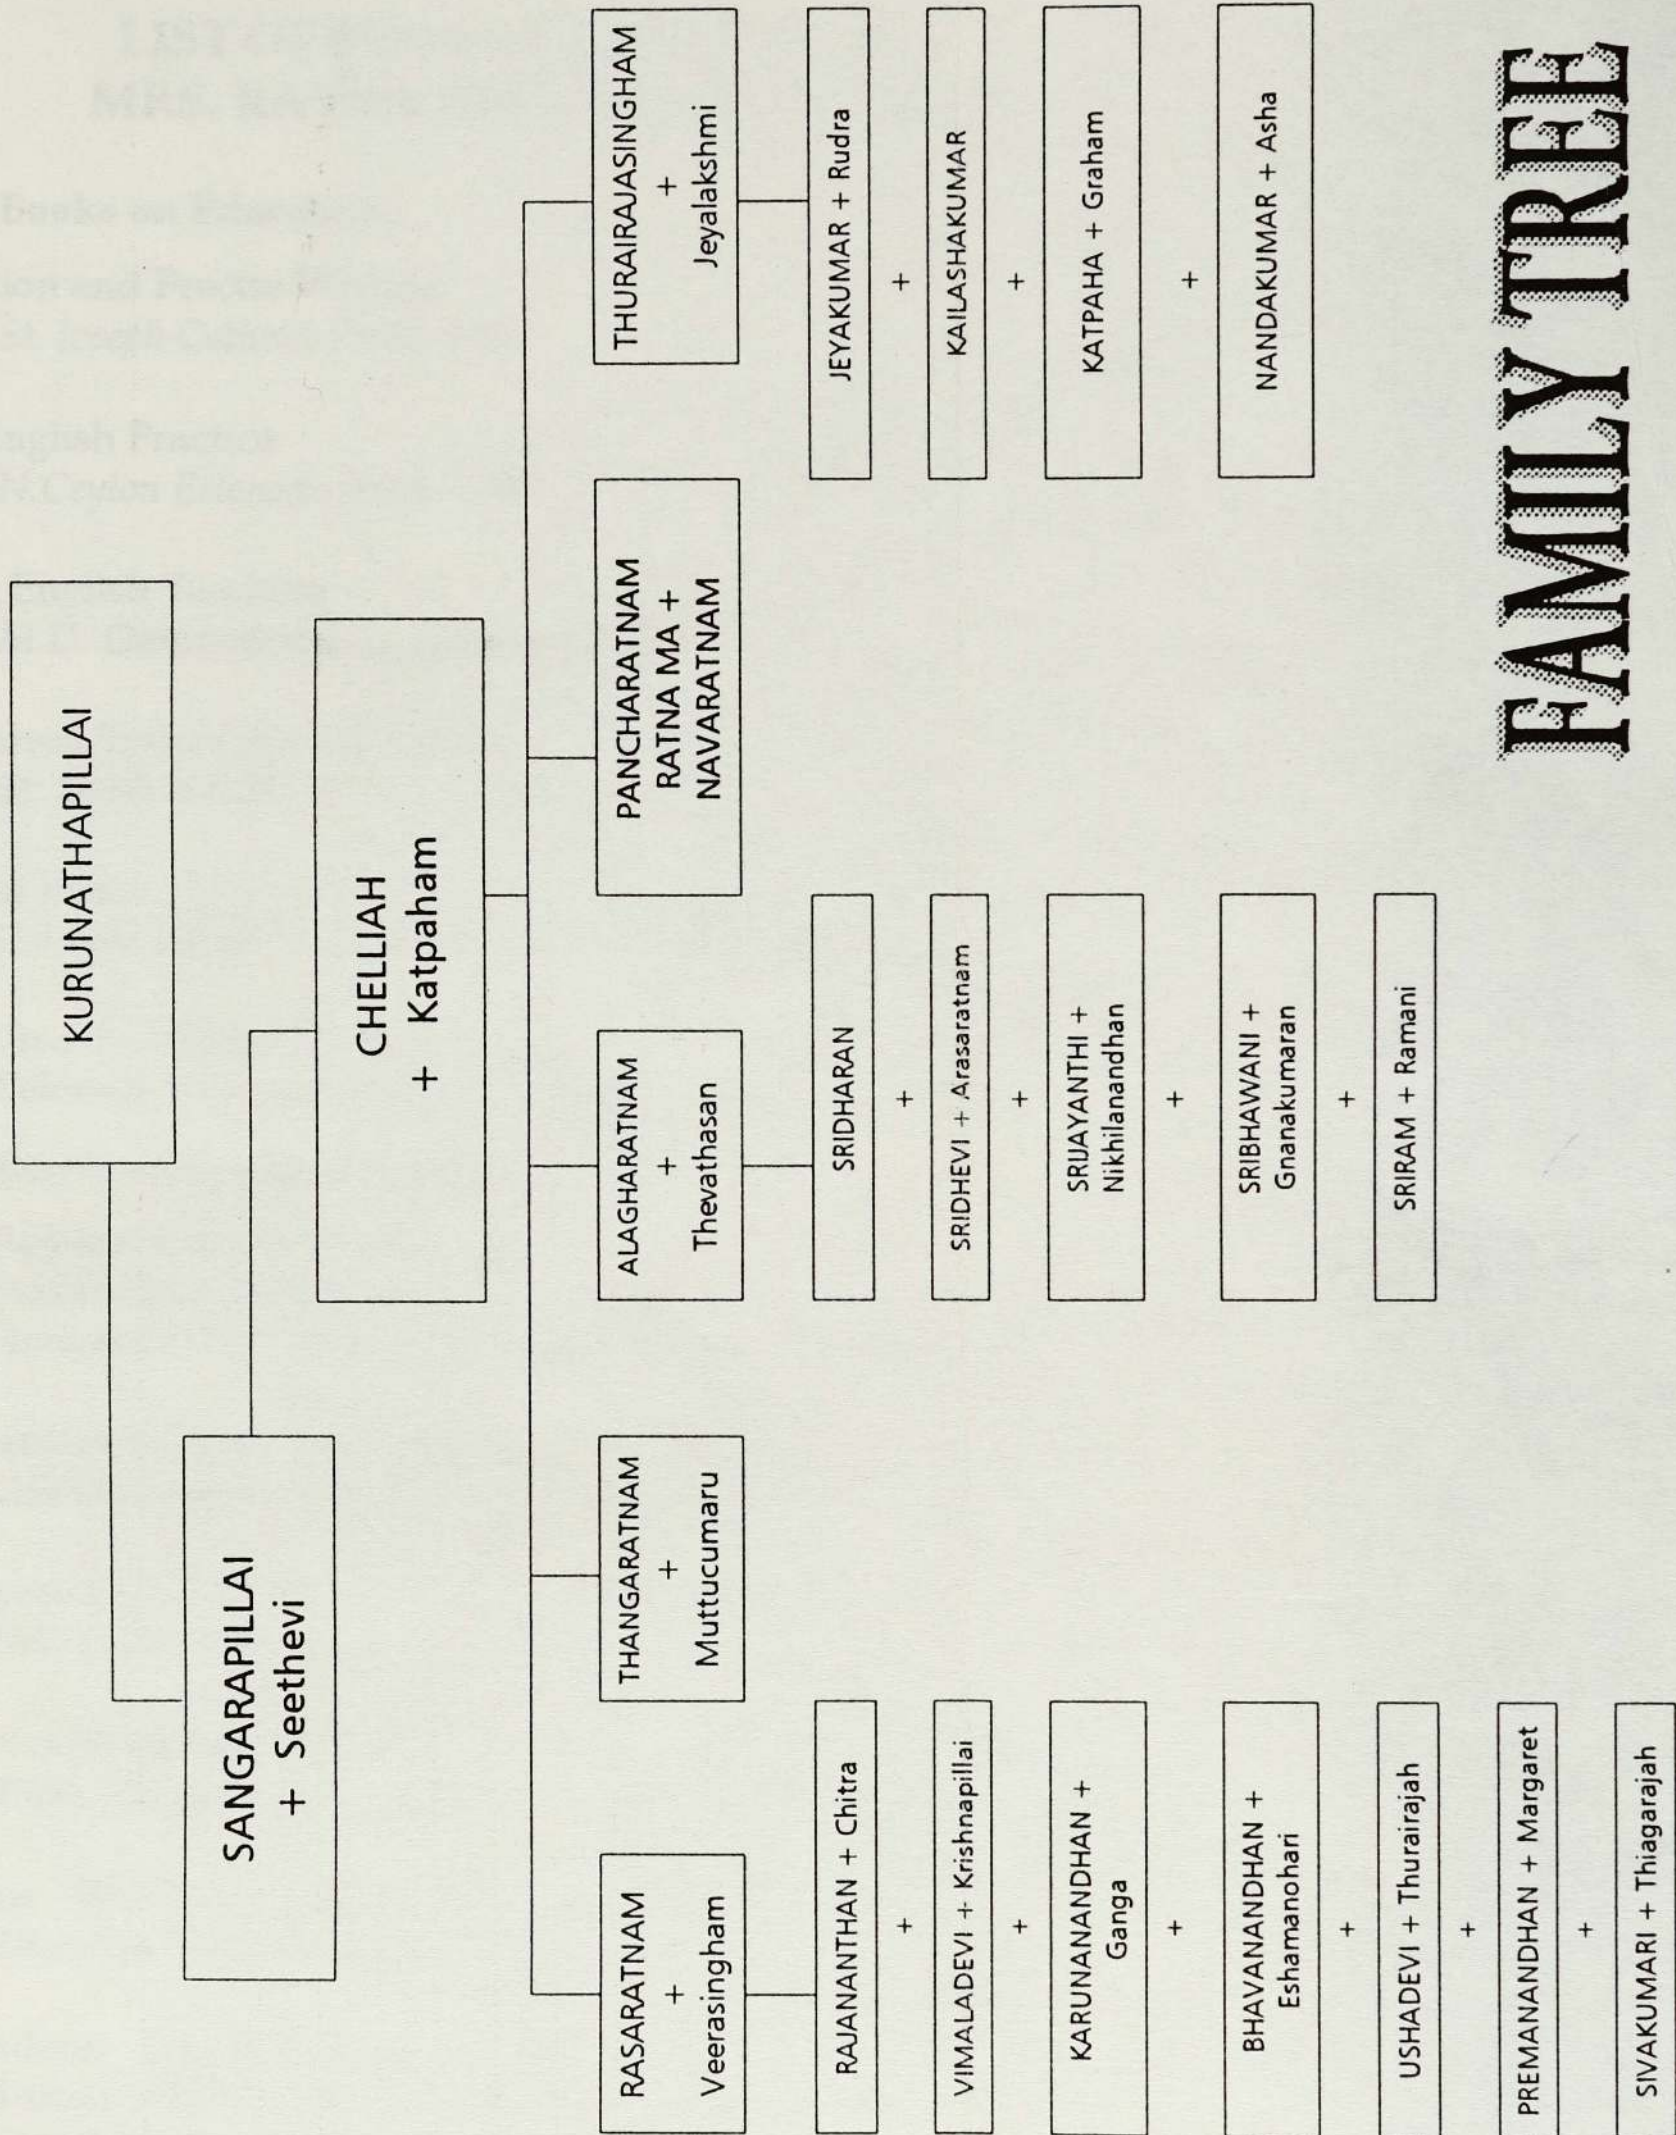 KURUNATHAPILLAI
SANGARAPILLAI
+ Seethevi
CHELLIAH
+ Katpaham
RASARATNAM
+
Veerasingham
THANGARATNAM
+
Muttucumaru
ALAGHARATNAM
+
Thevathasan
PANCHARATNAM
RATNA MA +
NAVARATNAM
THURAIRAJASINGHAM
+
Jeyalakshmi
RAJANANTHAN + Chitra
+
VIMALADEVI + Krishnapillai
+
KARUNANANDHAN +
Ganga
+
BHAVANANDHAN +
Eshamanohari
+
USHADEVI + Thurairajah
+
PREMANANDHAN + Margaret
+
SIVAKUMARI + Thiagarajah
SRIDHARAN
+
SRIDHEVI + Arasaratnam
+
SRIJAYANTHI +
Nikhilanandhan
+
SRIBHAWANI +
Gnanakumaran
+
SRIRAM + Ramani
JEYAKUMAR + Rudra
+
KAILASHAKUMAR
+
KATPAHA + Graham
+
NANDAKUMAR + Asha
FAMILY TREE